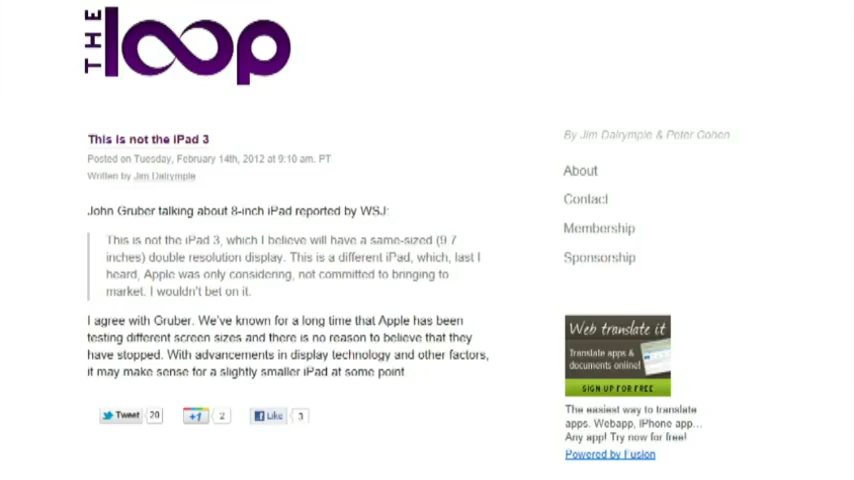 THE loop
This is not the iPad 3
Posted on Tuesday, February 14th, 2012 at 9:10 am. PT
Written by Jim Dalrymple
John Gruber talking about 8-inch iPad reported by WSJ:
This is not the iPad 3, which I believe will have a same-sized (9.7
inches) double resolution display. This is a different iPad, which, last I
heard, Apple was only considering, not committed to bringing to
market. I wouldn't bet on it.
I agree with Gruber. We've known for a long time that Apple has been
testing different screen sizes and there is no reason to believe that they
have stopped. With advancements in display technology and other factors,
it may make sense for a slightly smaller iPad at some point.
Tweet 20 +1 2 Like 3
By Jim Dalrymple & Peter Cohen
About
Contact
Membership
Sponsorship
Web translate it
Translate apps &
documents online!
SIGN UP FOR FREE
The easiest way to translate
apps. Webapp, iPhone app...
Any app! Try now for free!
Powered by Fusion